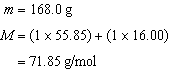 m = 168.0 g
M = (1 × 55.85) + (1 × 16.00)
= 71.85 g/mol